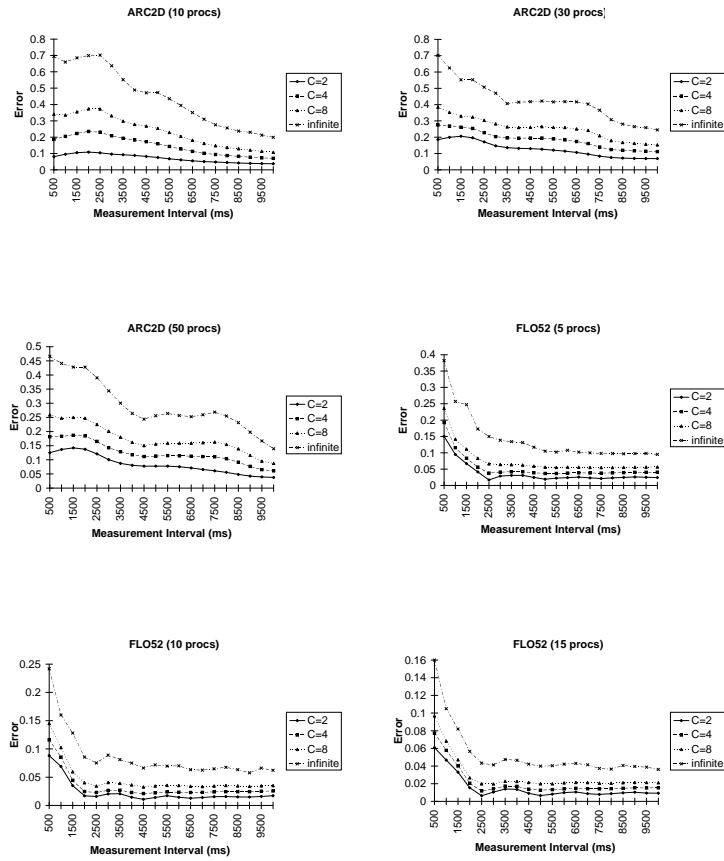 ARC2D (10 procs)
0.8
0.7
0.6
0.5
0.4
0.3
0.2
0.1
0
Error
500 1500 2500 3500 4500 5500 6500 7500 8500 9500
Measurement Interval (ms)
C=2
C=4
C=8
infinite
ARC2D (30 procs)
0.8
0.7
0.6
0.5
0.4
0.3
0.2
0.1
0
Error
500 1500 2500 3500 4500 5500 6500 7500 8500 9500
Measurement Interval (ms)
C=2
C=4
C=8
infinite
ARC2D (50 procs)
0.5
0.45
0.4
0.35
0.3
0.25
0.2
0.15
0.1
0.05
0
Error
500 1500 2500 3500 4500 5500 6500 7500 8500 9500
Measurement Interval (ms)
C=2
C=4
C=8
infinite
FLO52 (5 procs)
0.4
0.35
0.3
0.25
0.2
0.15
0.1
0.05
0
Error
500 1500 2500 3500 4500 5500 6500 7500 8500 9500
Measurement Interval (ms)
C=2
C=4
C=8
infinite
FLO52 (10 procs)
0.25
0.2
0.15
0.1
0.05
0
Error
500 1500 2500 3500 4500 5500 6500 7500 8500 9500
Measurement Interval (ms)
C=2
C=4
C=8
infinite
FLO52 (15 procs)
0.16
0.14
0.12
0.1
0.08
0.06
0.04
0.02
0
Error
500 1500 2500 3500 4500 5500 6500 7500 8500 9500
Measurement Interval (ms)
C=2
C=4
C=8
infinite